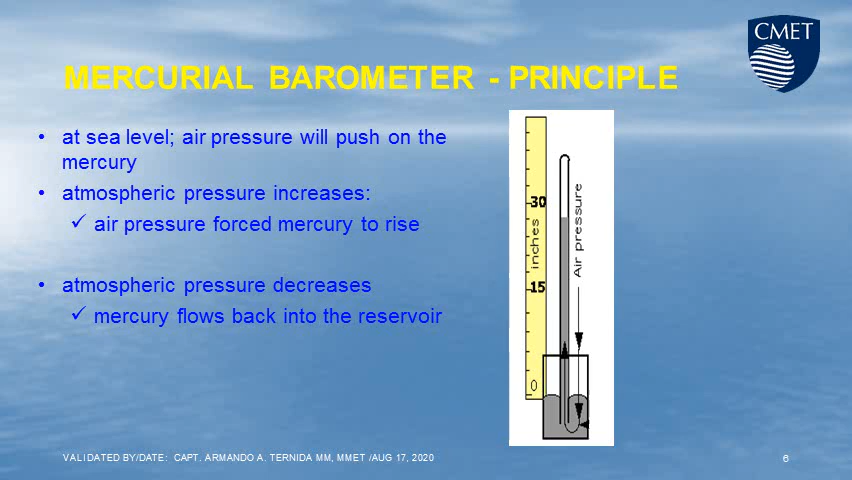 CMET
MERCURIAL BAROMETER - PRINCIPLE
• at sea level; air pressure will push on the
mercury
• atmospheric pressure increases:
✓ air pressure forced mercury to rise
• atmospheric pressure decreases
✓ mercury flows back into the reservoir
30
15
0
inches
Air pressure
VALIDATED BY/DATE: CAPT. ARMANDO A. TERNIDA MM, MMET /AUG 17, 2020
6